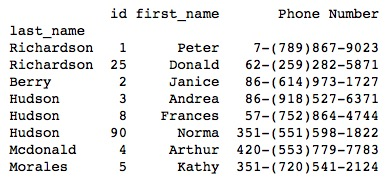 id first_name Phone Number
last_name
Richardson 1 Peter 7-(789)867-9023
Richardson 25 Donald 62-(259)282-5871
Berry 2 Janice 86-(614)973-1727
Hudson 3 Andrea 86-(918)527-6371
Hudson 8 Frances 57-(752)864-4744
Hudson 90 Norma 351-(551)598-1822
Mcdonald 4 Arthur 420-(553)779-7783
Morales 5 Kathy 351-(720)541-2124